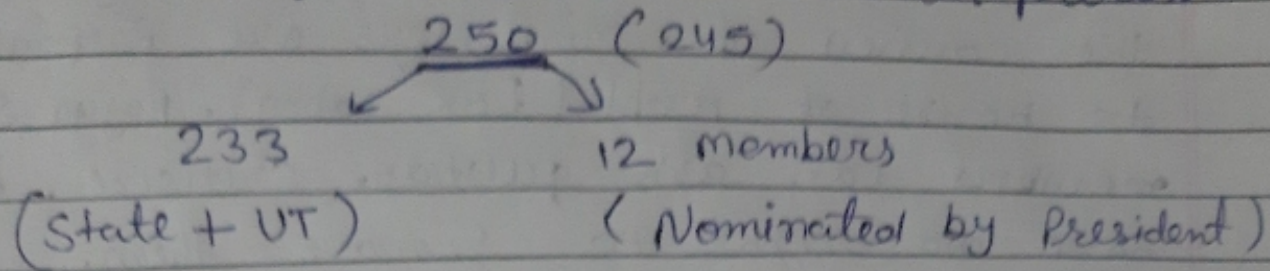 250 (245)
233 12 members
(State + UT) (Nominated by President)